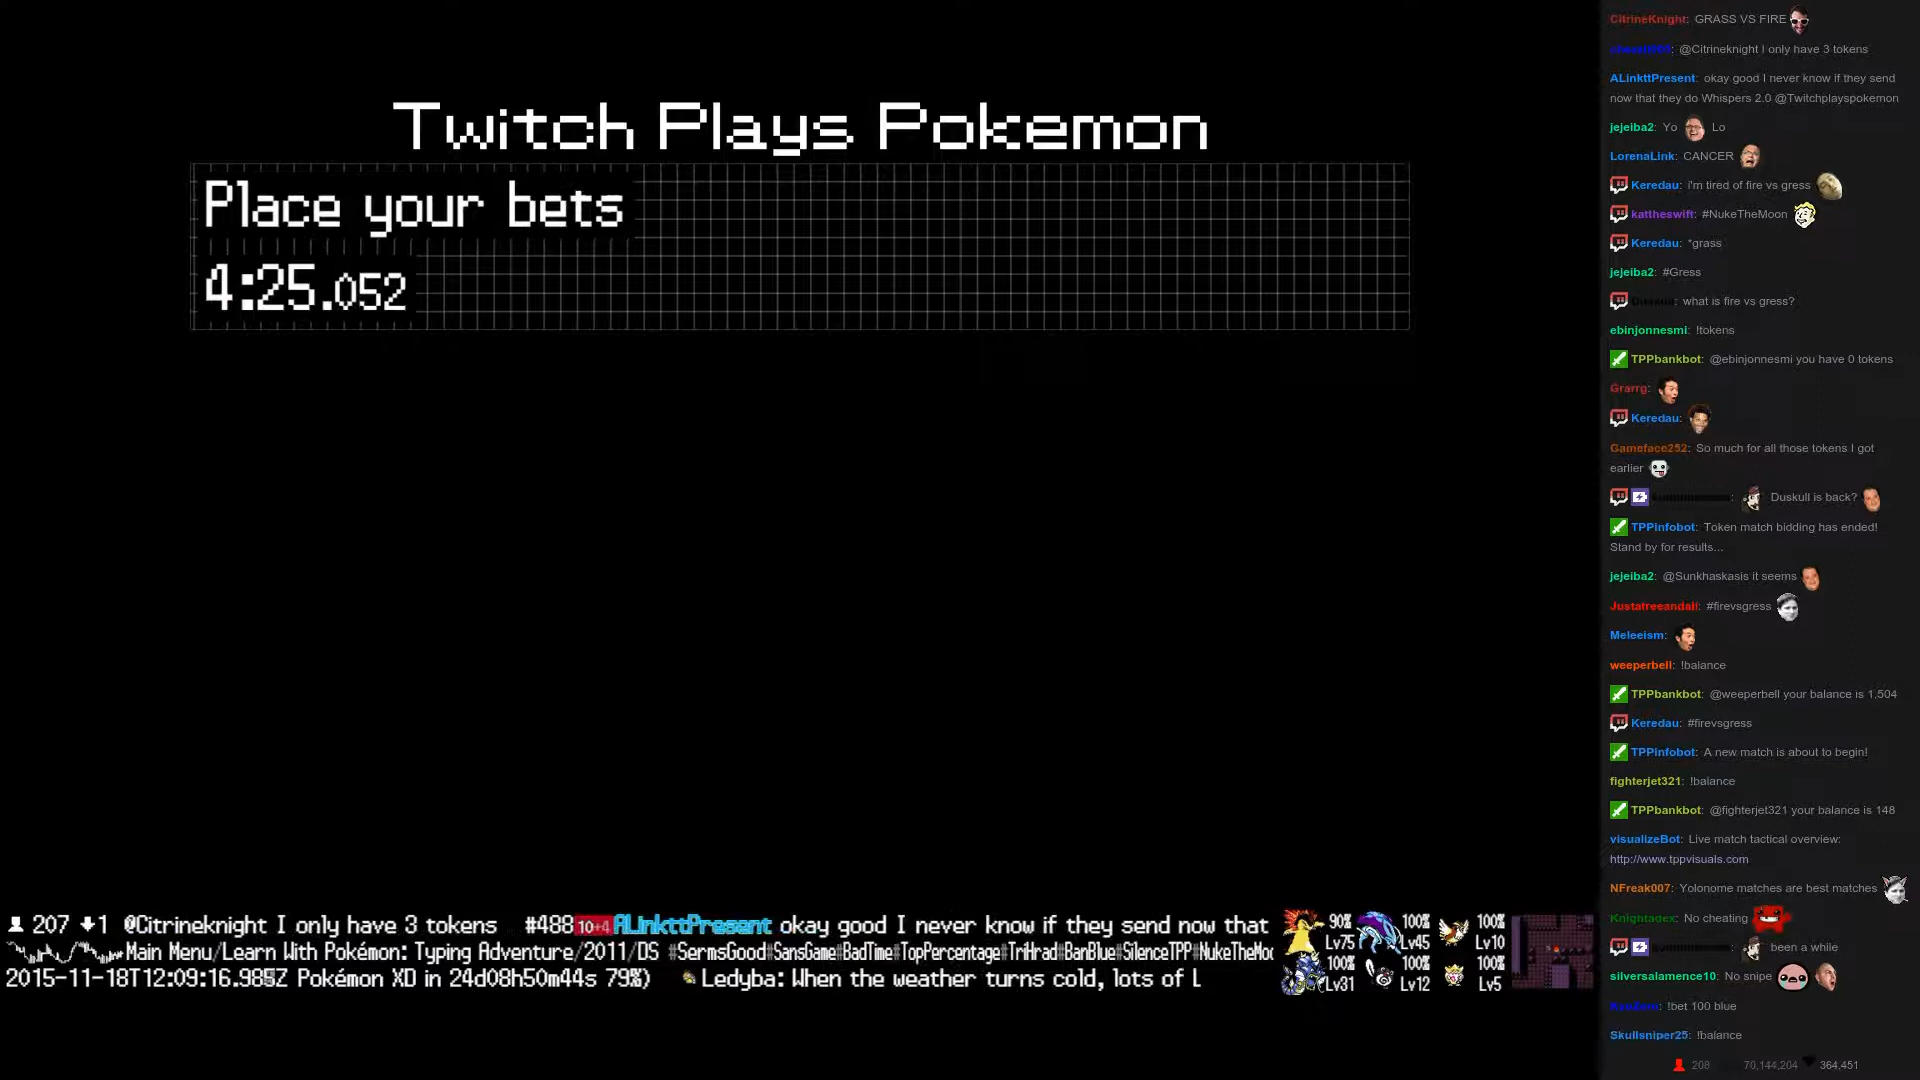 Twitch Plays Pokemon
Place your bets
4:25.052
207 1 @Citrineknight I only have 3 tokens #488 10+4 ALinkttPresent okay good I never know if they send now that
Main Menu/Learn With Pokémon: Typing Adventure/2011/DS #SermsGood#SansGame#BadTime#TopPercentage#TriHrad#BanBlue#SilenceTPP#NukeTheMoo
2015-11-18T12:09:16.985Z Pokémon XD in 24d08h50m44s 79%) Ledyba: When the weather turns cold, lots of L
90% 100% 100%
Lv75 Lv45 Lv10
100% 100% 100%
Lv31 Lv12 Lv5
CitrineKnight: GRASS VS FIRE
: @Citrineknight I only have 3 tokens
ALinkttPresent: okay good I never know if they send
now that they do Whispers 2.0 @Twitchplayspokemon
jejeiba2: Yo Lo
LorenaLink: CANCER
Keredau: i'm tired of fire vs gress
kattheswift: #NukeTheMoon
Keredau: *grass
jejeiba2: #Gress
: what is fire vs gress?
ebinjonnesmi: !tokens
TPPbankbot: @ebinjonnesmi you have 0 tokens
Grarrg:
Keredau:
Gameface252: So much for all those tokens I got
earlier
: Duskull is back?
TPPinfobot: Token match bidding has ended!
Stand by for results...
jejeiba2: @Sunkhaskasis it seems
Justatreeandall: #firevsgress
Meleeism:
weeperbell: !balance
TPPbankbot: @weeperbell your balance is 1,504
Keredau: #firevsgress
TPPinfobot: A new match is about to begin!
fighterjet321: !balance
TPPbankbot: @fighterjet321 your balance is 148
visualizeBot: Live match tactical overview:
http://www.tppvisuals.com
NFreak007: Yolonome matches are best matches
Knightagex: No cheating
: been a while
silversalamence10: No snipe
: !bet 100 blue
Skullsniper25: !balance
208 70,144,204 364,451